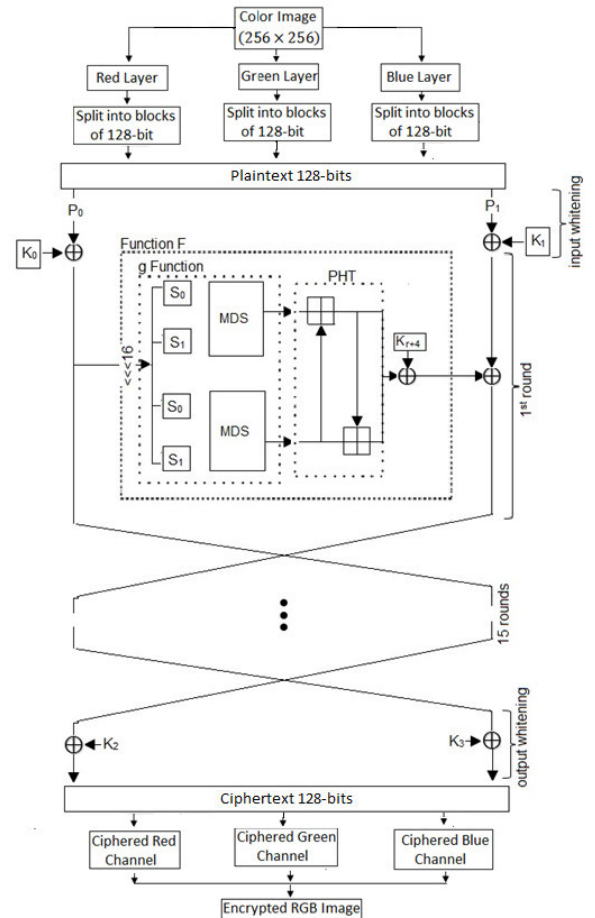 Color Image
(256 × 256)
Red Layer
Green Layer
Blue Layer
Split into blocks
of 128-bit
Split into blocks
of 128-bit
Split into blocks
of 128-bit
Plaintext 128-bits
P₀
P₁
input whitening
K₀
K₁
Function F
g Function
PHT
S₀
MDS
S₁
<<<16
Kᵣ₊₄
1st round
S₀
MDS
S₁
15 rounds
K₂
K₃
output whitening
Ciphertext 128-bits
Ciphered Red
Channel
Ciphered Green
Channel
Ciphered Blue
Channel
Encrypted RGB Image